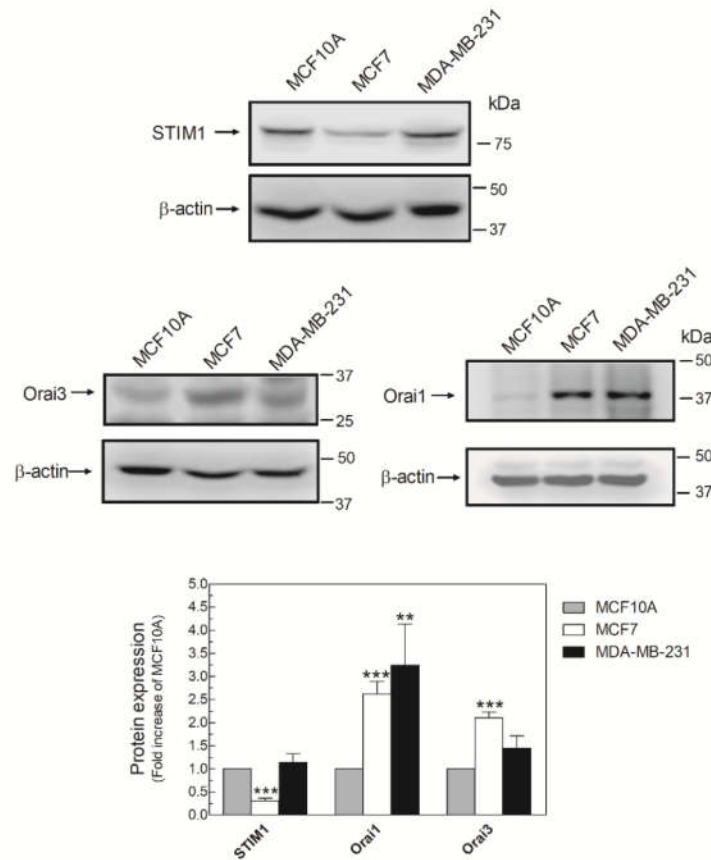 MCF10A MCF7 MDA-MB-231
kDa
STIM1
75
50
β-actin
37
MCF10A MCF7 MDA-MB-231
37
Orai3
25
50
β-actin
37
MCF10A MCF7 MDA-MB-231
kDa
50
Orai1
37
50
β-actin
37
Protein expression
(Fold increase of MCF10A)
5.0
4.5
4.0
3.5
3.0
2.5
2.0
1.5
1.0
0.5
0.0
***
***
**
***
STIM1 Orai1 Orai3
MCF10A
MCF7
MDA-MB-231